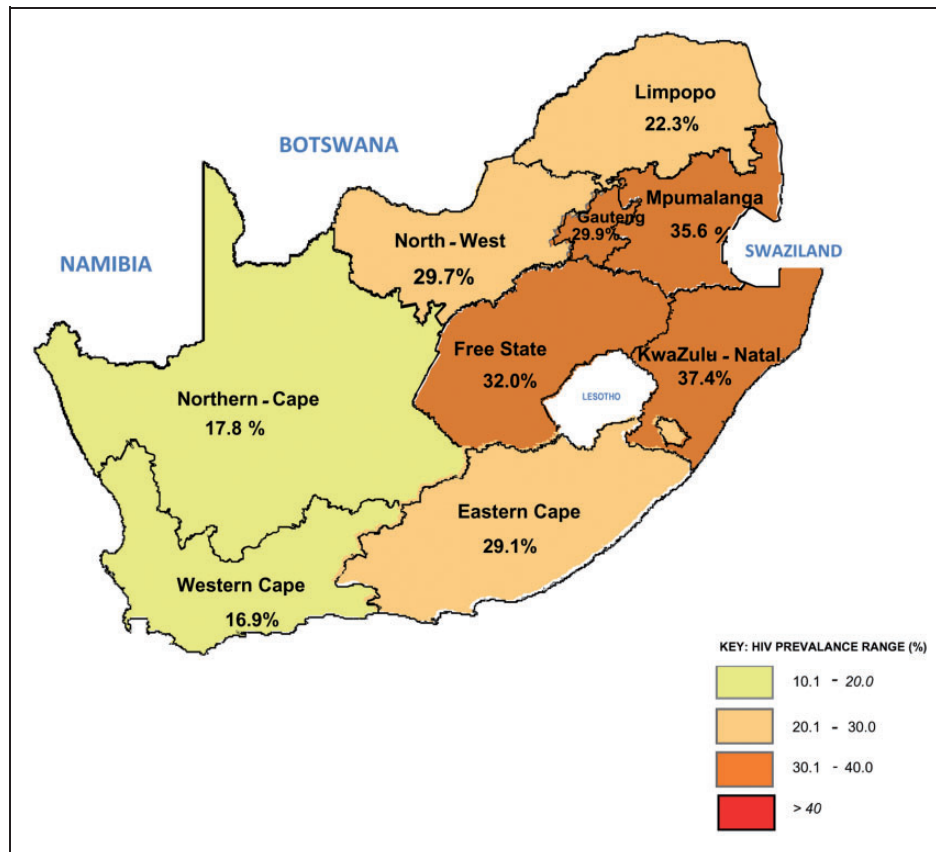 Limpopo
22.3%
BOTSWANA
Mpumalanga
35.6 %
Gauteng
29.9%
North - West
29.7%
SWAZILAND
NAMIBIA
Free State
32.0%
KwaZulu - Natal
37.4%
LESOTHO
Northern - Cape
17.8 %
Eastern Cape
29.1%
Western Cape
16.9%
KEY: HIV PREVALANCE RANGE (%)
10.1 - 20.0
20.1 - 30.0
30.1 - 40.0
> 40